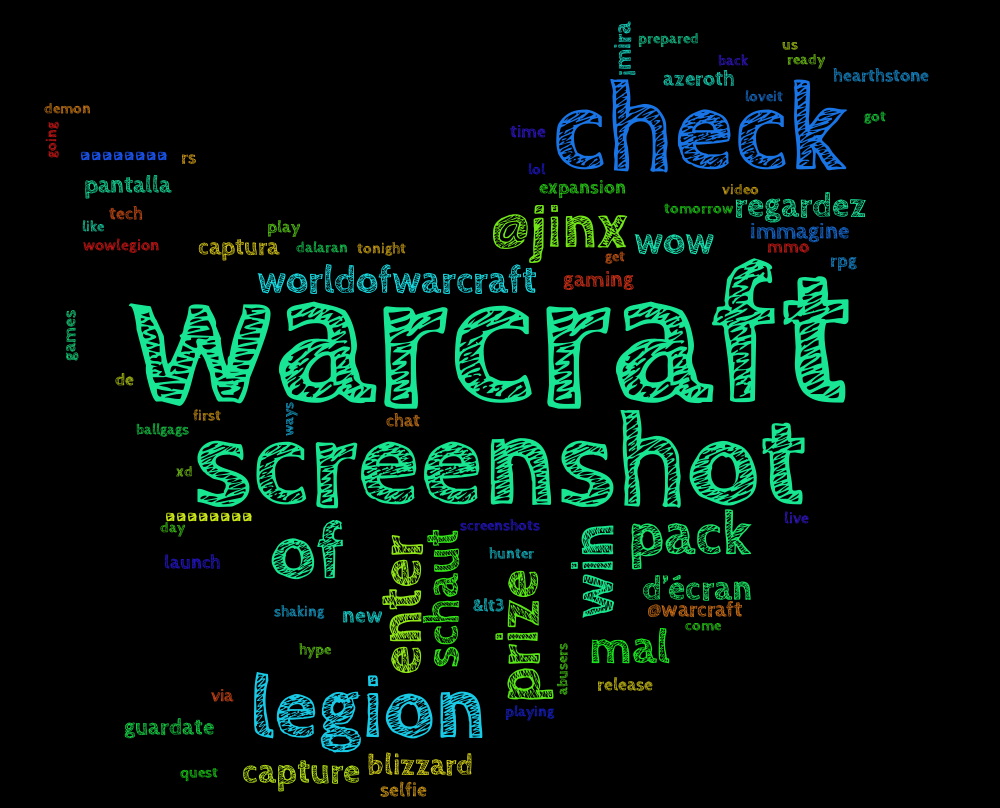 ¡mira
prepared
us
back
ready
azeroth
hearthstone
loveit
check
demon
got
going
time
rs
lol
pantalla
expansion
video
tech
@jinx
tomorrow
regardez
like
play
wow
immagine
wowlegion
captura
dalaran
tonight
get
mmo
rpg
worldofwarcraft
gaming
warcraft
games
de
first
ways
chat
ballgags
screenshot
xd
day
of
enter
schaut
screenshots
win
pack
live
launch
hunter
prize
d'écran
shaking
new
&lt3
@warcraft
come
hype
mal
abusers
release
via
legion
playing
guardate
quest
capture
blizzard
selfie